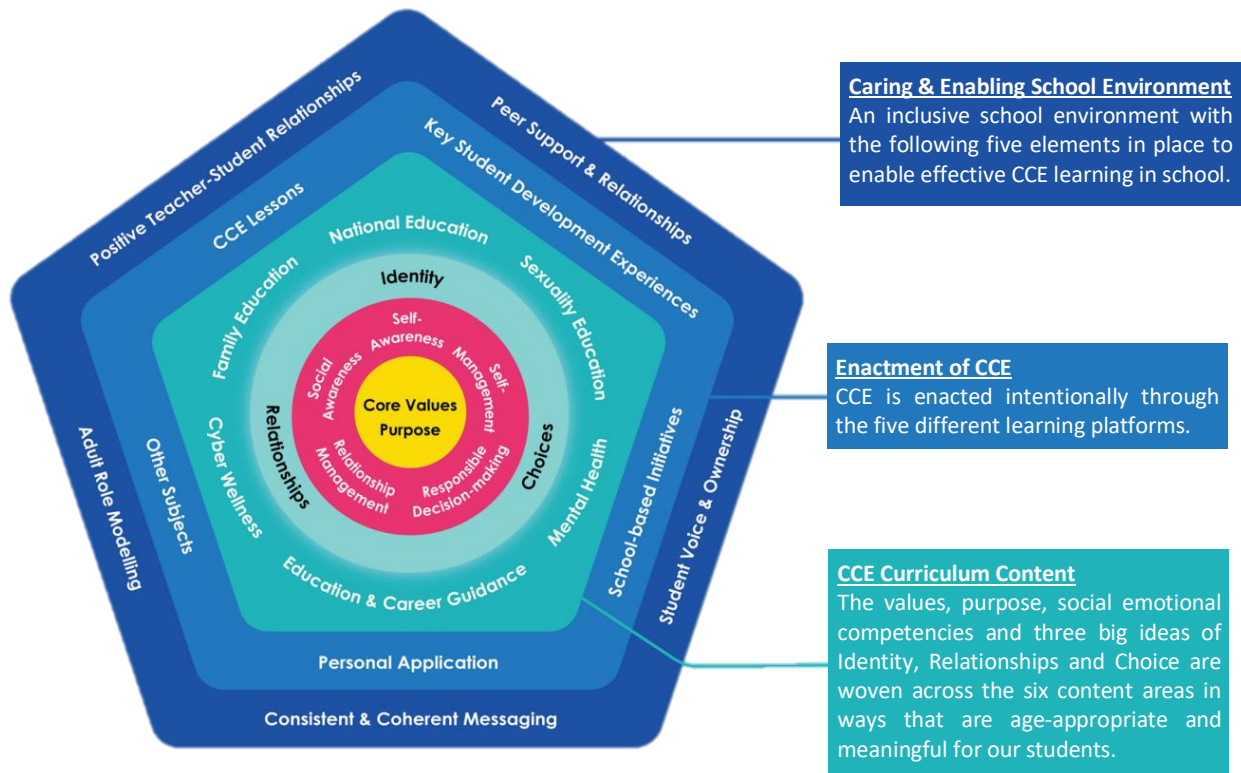 Positive Teacher-Student Relationships
Peer Support & Relationships
Student Voice & Ownership
Consistent & Coherent Messaging
Adult Role Modelling
CCE Lessons
Key Student Development Experiences
School-based Initiatives
Personal Application
Other Subjects
National Education
Sexuality Education
Mental Health
Education & Career Guidance
Cyber Wellness
Family Education
Identity
Choices
Relationships
Self-
Awareness
Self-
Management
Responsible
Decision-making
Relationship
Management
Social
Awareness
Core Values
Purpose
Caring & Enabling School Environment
An inclusive school environment with
the following five elements in place to
enable effective CCE learning in school.
Enactment of CCE
CCE is enacted intentionally through
the five different learning platforms.
CCE Curriculum Content
The values, purpose, social emotional
competencies and three big ideas of
Identity, Relationships and Choice are
woven across the six content areas in
ways that are age-appropriate and
meaningful for our students.